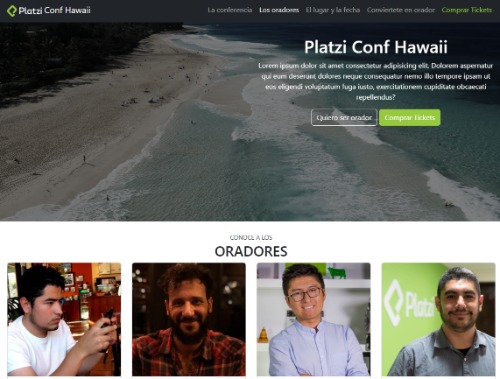 Platzi Conf Hawaii
La conferencia Los oradores El lugar y la fecha Conviertete en orador Comprar Tickets
Platzi Conf Hawaii
Lorem ipsum dolor sit amet consectetur adipisicing elit. Dolorem aspernatur
qui eum deserunt dolores neque consequatur nemo illo tempore ipsam ut
eos eligendi voluptatum fuga iusto, exercitationem cupiditate obcaecati
repellendus?
Quiero ser orador Comprar Tickets
CONOCE A LOS
ORADORES
Platzi